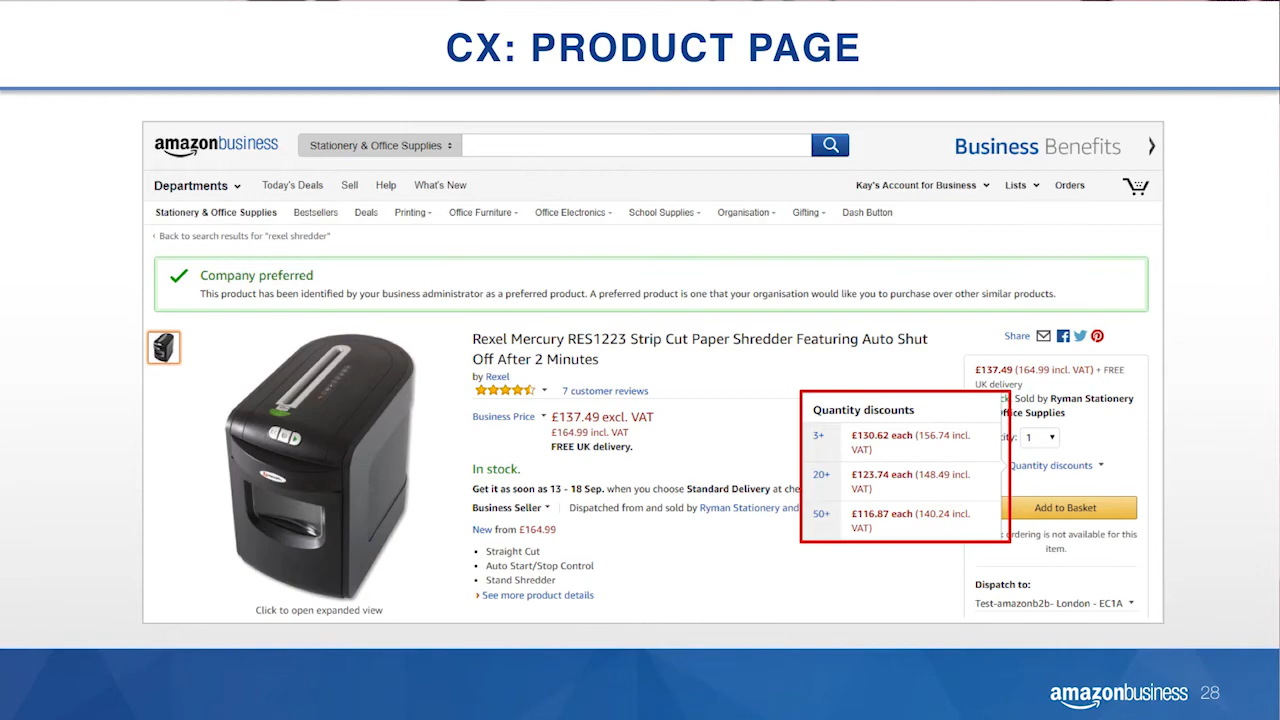 CX: PRODUCT PAGE
amazonbusiness
Stationery & Office Supplies
Business Benefits
Departments
Today's Deals
Sell
Help
What's New
Kay's Account for Business
Lists
Orders
Stationery & Office Supplies
Bestsellers
Deals
Printing
Office Furniture
Office Electronics
School Supplies
Organisation
Gifting
Dash Button
‹ Back to search results for "rexel shredder"
Company preferred
This product has been identified by your business administrator as a preferred product. A preferred product is one that your organisation would like you to purchase over other similar products.
Rexel Mercury RES1223 Strip Cut Paper Shredder Featuring Auto Shut
Off After 2 Minutes
by Rexel
7 customer reviews
Business Price
£137.49 excl. VAT
£164.99 incl. VAT
FREE UK delivery.
In stock.
Get it as soon as 13 - 18 Sep. when you choose Standard Delivery at
Business Seller
Dispatched from and sold by Ryman Stationery and
New from £164.99
• Straight Cut
• Auto Start/Stop Control
• Stand Shredder
› See more product details
Click to open expanded view
Quantity discounts
3+ £130.62 each (156.74 incl.
VAT)
20+ £123.74 each (148.49 incl.
VAT)
50+ £116.87 each (140.24 incl.
VAT)
Share
£137.49 (164.99 incl. VAT) + FREE
UK delivery
Sold by Ryman Stationery
Supplies
1
Quantity discounts
Add to Basket
ordering is not available for this
item.
Dispatch to:
Test-amazonb2b- London - EC1A
amazonbusiness 28